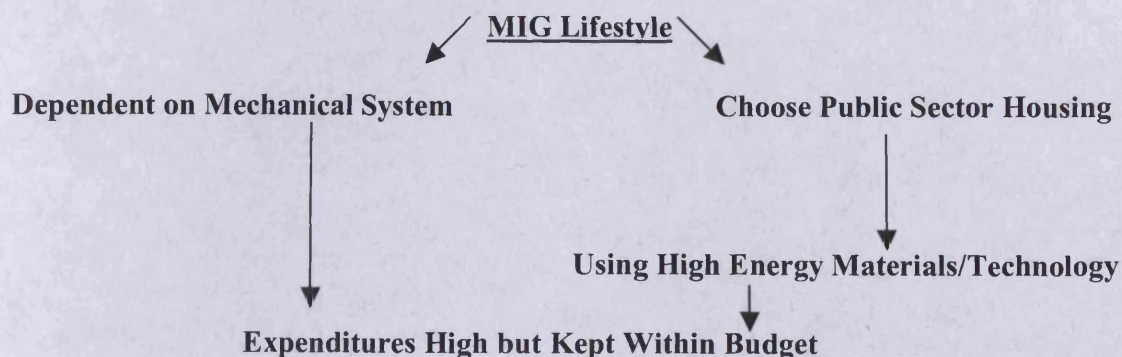 MIG Lifestyle
Dependent on Mechanical System
Choose Public Sector Housing
Using High Energy Materials/Technology
Expenditures High but Kept Within Budget